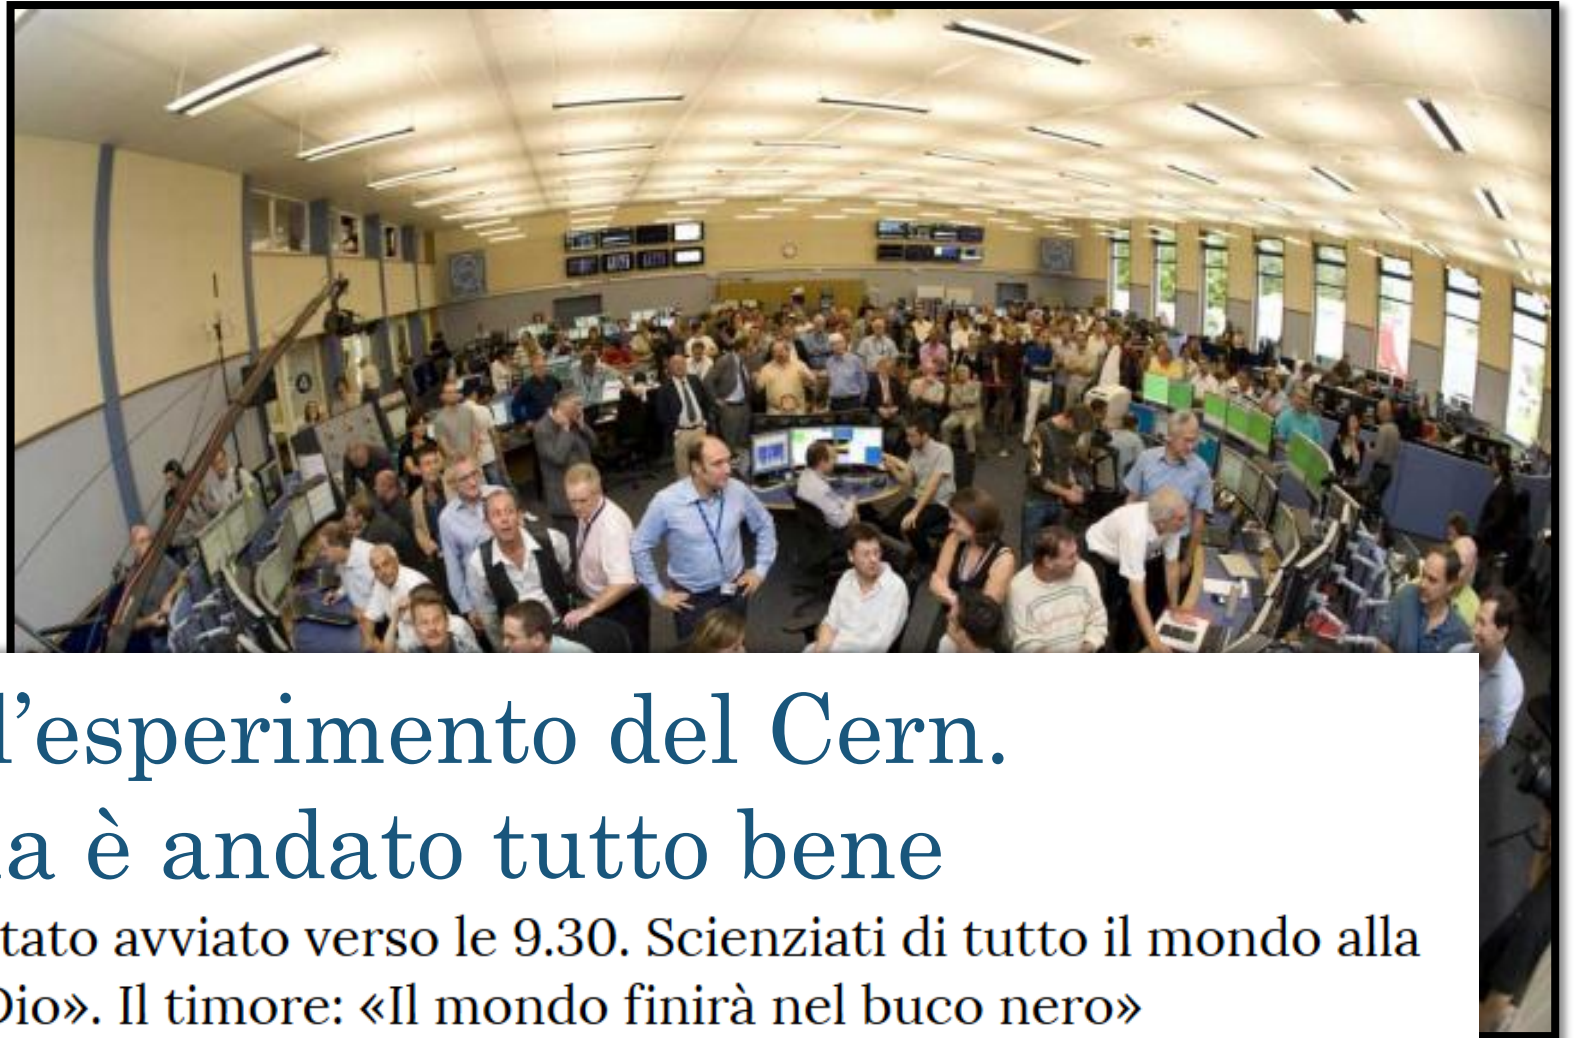 l’esperimento del Cern.
a è andato tutto bene
tato avviato verso le 9.30. Scienziati di tutto il mondo alla
Dio». Il timore: «Il mondo finirà nel buco nero»